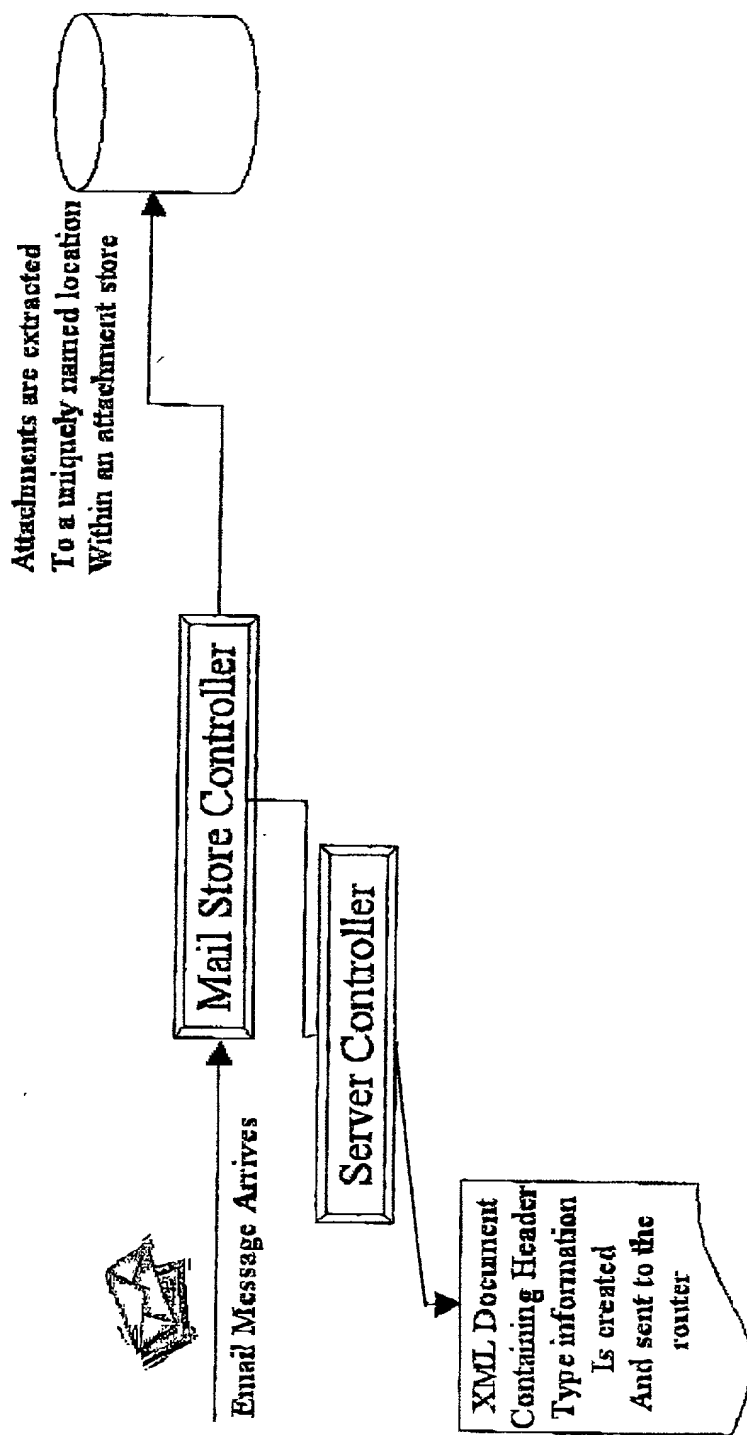 Attachments are extracted
To a uniquely named location
Within an attachment store
Mail Store Controller
Email Message Arrives
Server Controller
XML Document
Containing Header
Type information
Is created
And sent to the
router